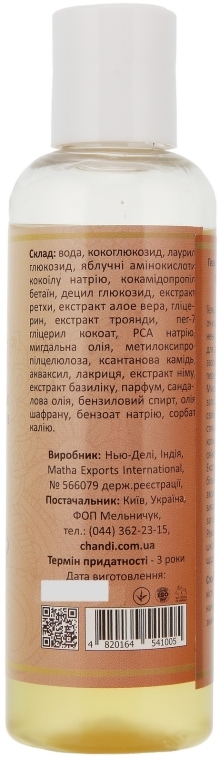 Склад: вода, кокоглюкозид, лаурил
глюкозид, яблучні амінокислоти
кокоілу натрію, кокамідопропіл
бетаїн, децил глюкозид, екстракт
ретхи, екстракт алое вера, гліце-
рин, екстракт троянди, пег-7
гліцерил кокоат, PCA натрію,
мигдальна олія, метилоксипро-
пілцелюлоза, ксантанова камідь,
акваксил, лакриця, екстракт німу,
екстракт базиліку, парфум, санда-
лова олія, бензиловий спирт, олія
шафрану, бензоат натрію, сорбат
калію.
Виробник: Нью-Делі, Індія,
Matha Exports International,
№ 566079 держ.реєстрації,
Постачальник: Київ, Україна,
ФОП Мельничук,
тел.: (044) 362-23-15,
chandi.com.ua
Термін придатності - 3 роки
Дата виготовлення:
4 820164 541005